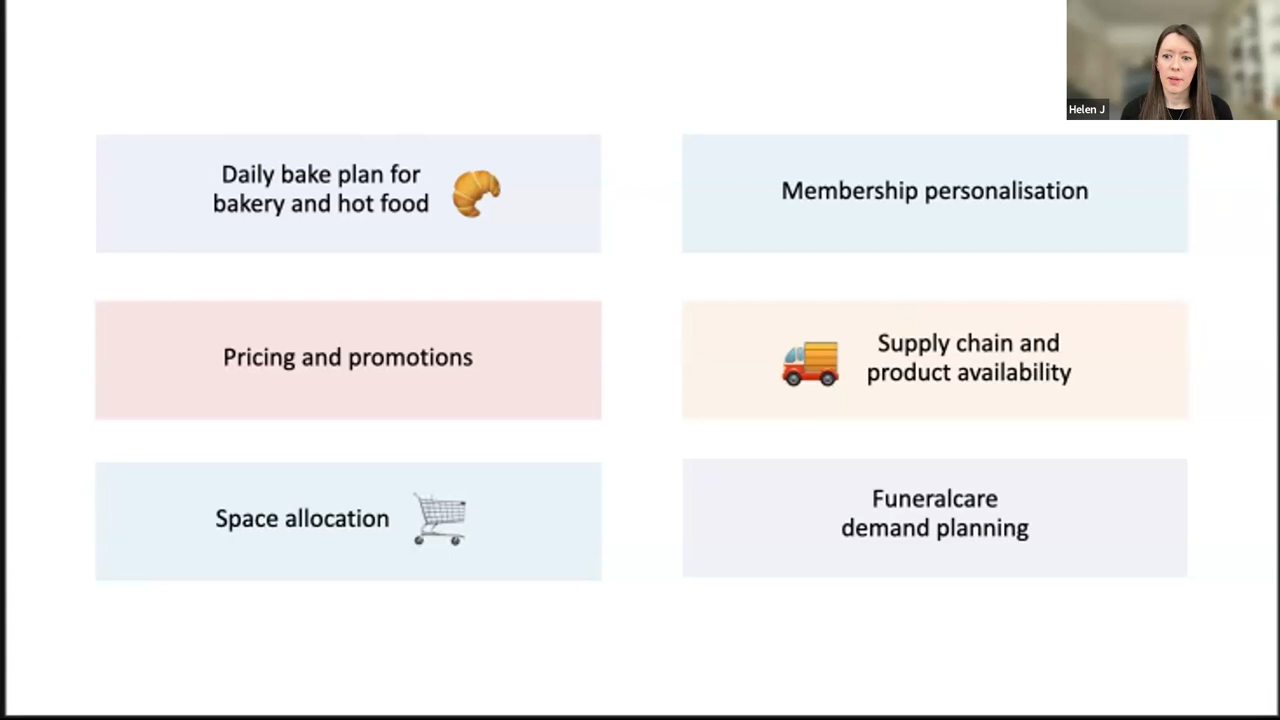 Helen J
Daily bake plan for
bakery and hot food
Membership personalisation
Pricing and promotions
Supply chain and
product availability
Space allocation
Funeralcare
demand planning